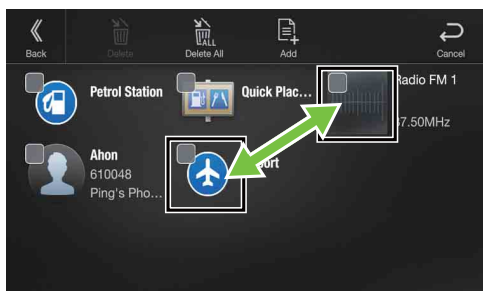 Back
Delete
ALL
Delete All
Add
Cancel
Petrol Station
Quick Plac...
Radio FM 1
87.50MHz
Ahon
610048
Ping's Pho...